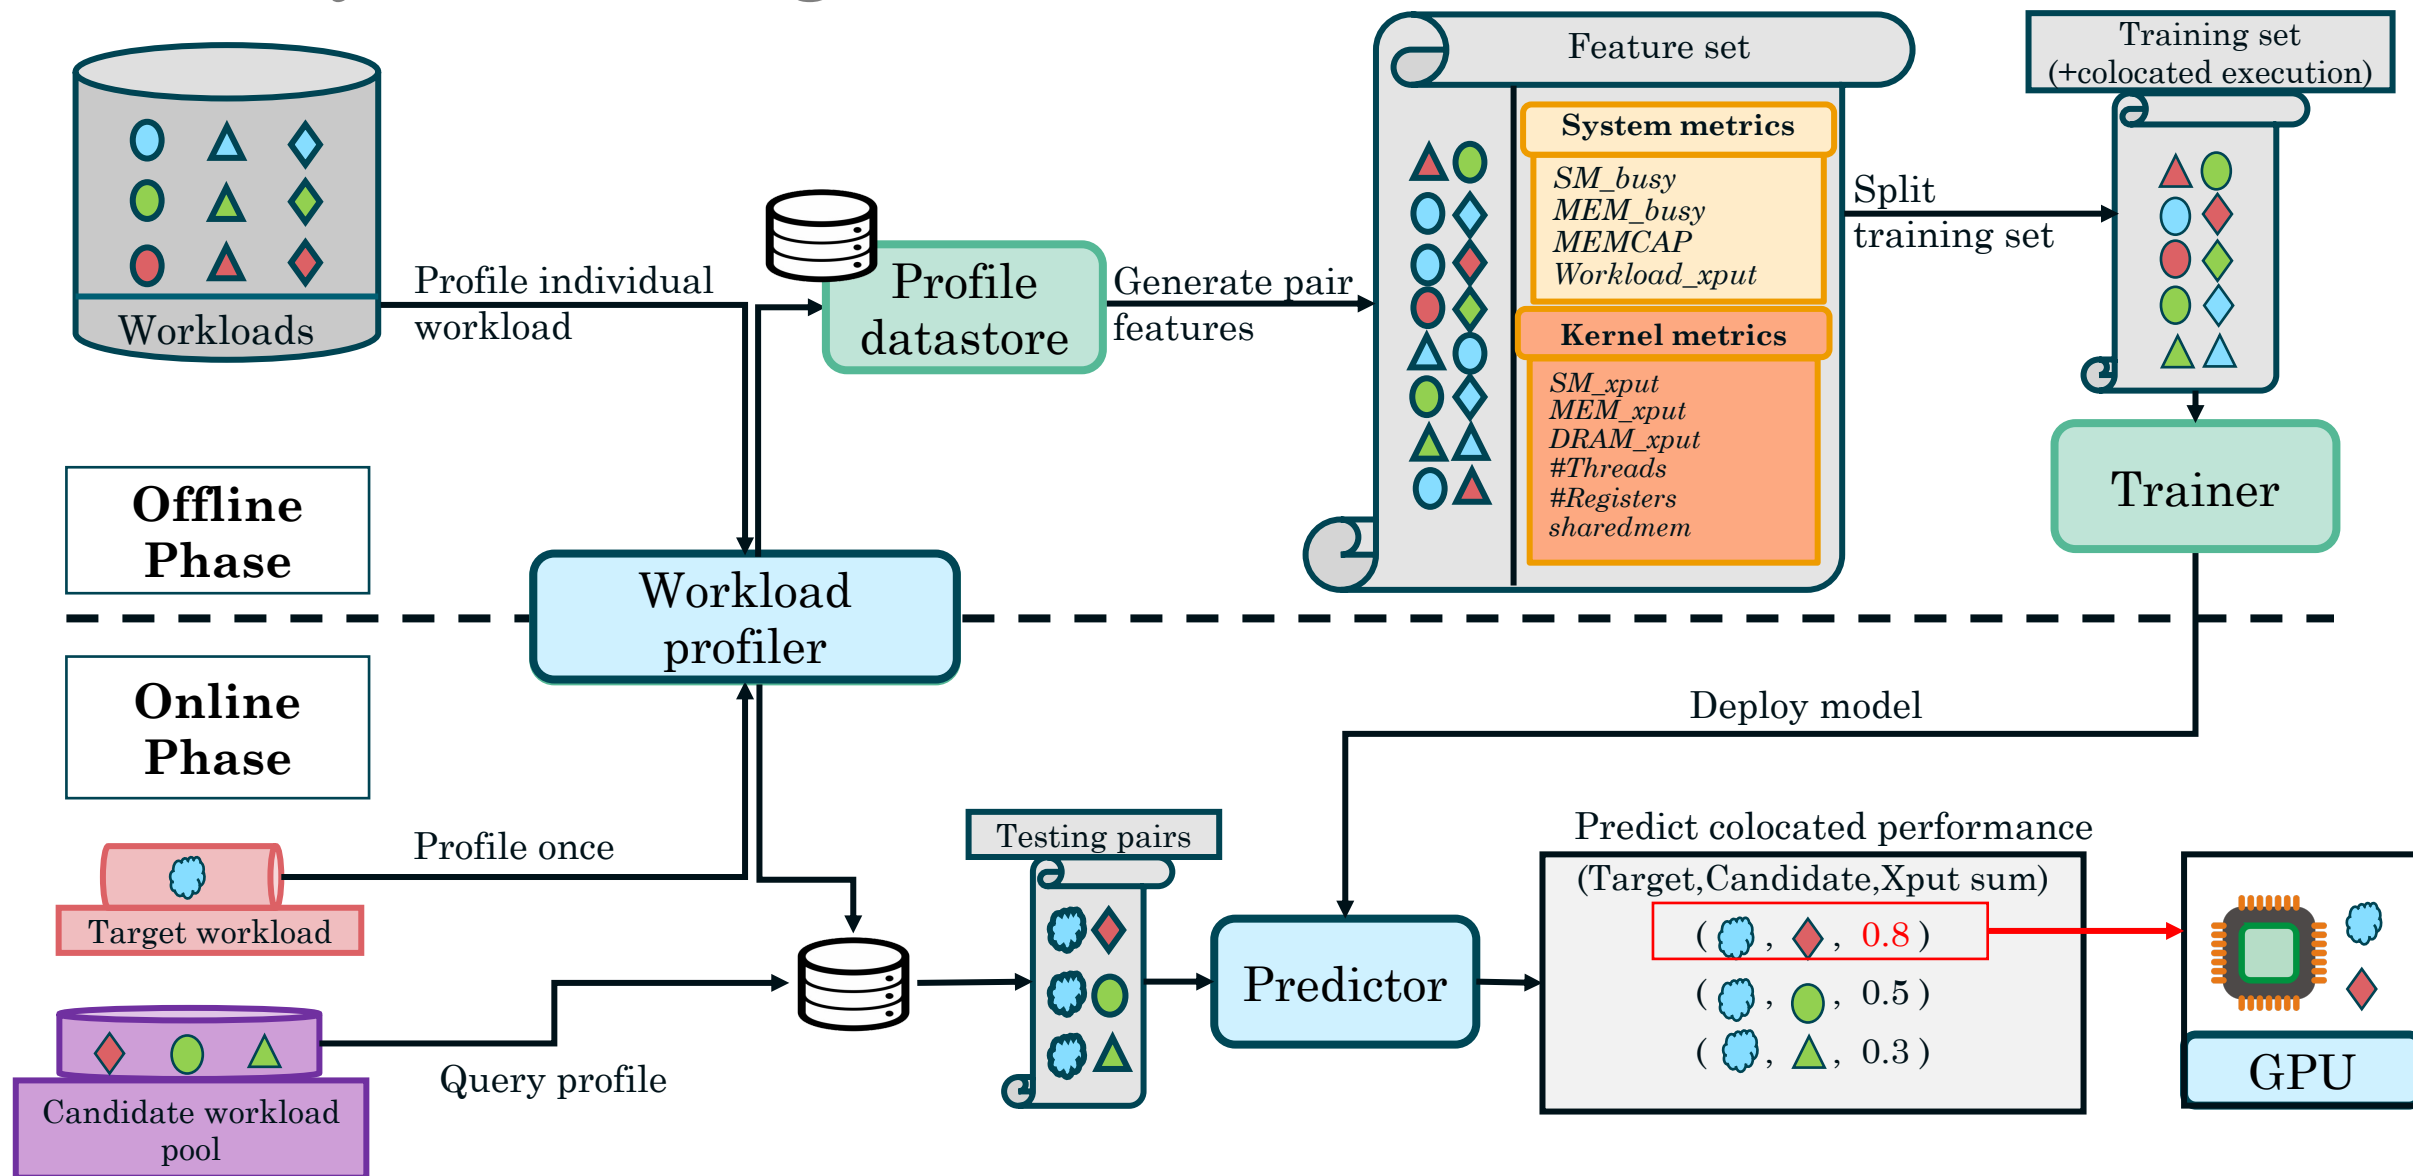 Feature set
Training set
(+colocated execution)
System metrics
SM_busy
MEM_busy
MEMCAP
Workload_xput
Split
training set
Profile individual
workload
Profile
datastore
Generate pair
features
Workloads
Kernel metrics
SM_xput
MEM_xput
DRAM_xput
#Threads
#Registers
sharedmem
Trainer
Offline
Phase
Workload
profiler
Online
Phase
Deploy model
Profile once
Testing pairs
Predict colocated performance
(Target,Candidate,Xput sum)
Target workload
( , , 0.8 )
Predictor
( , , 0.5 )
( , , 0.3 )
GPU
Query profile
Candidate workload
pool